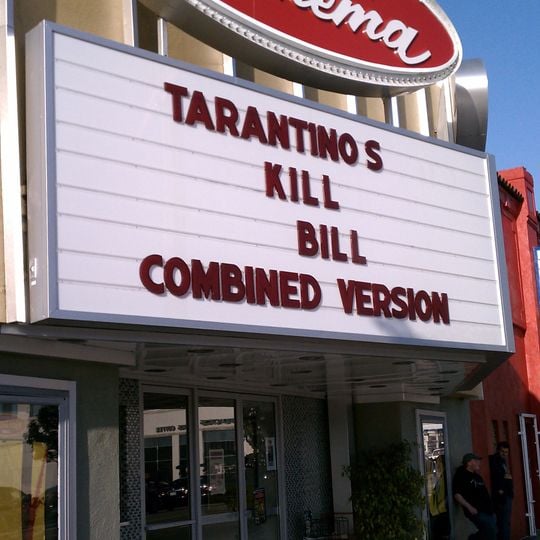 TARANTINO S
KILL
BILL
COMBINED VERSION